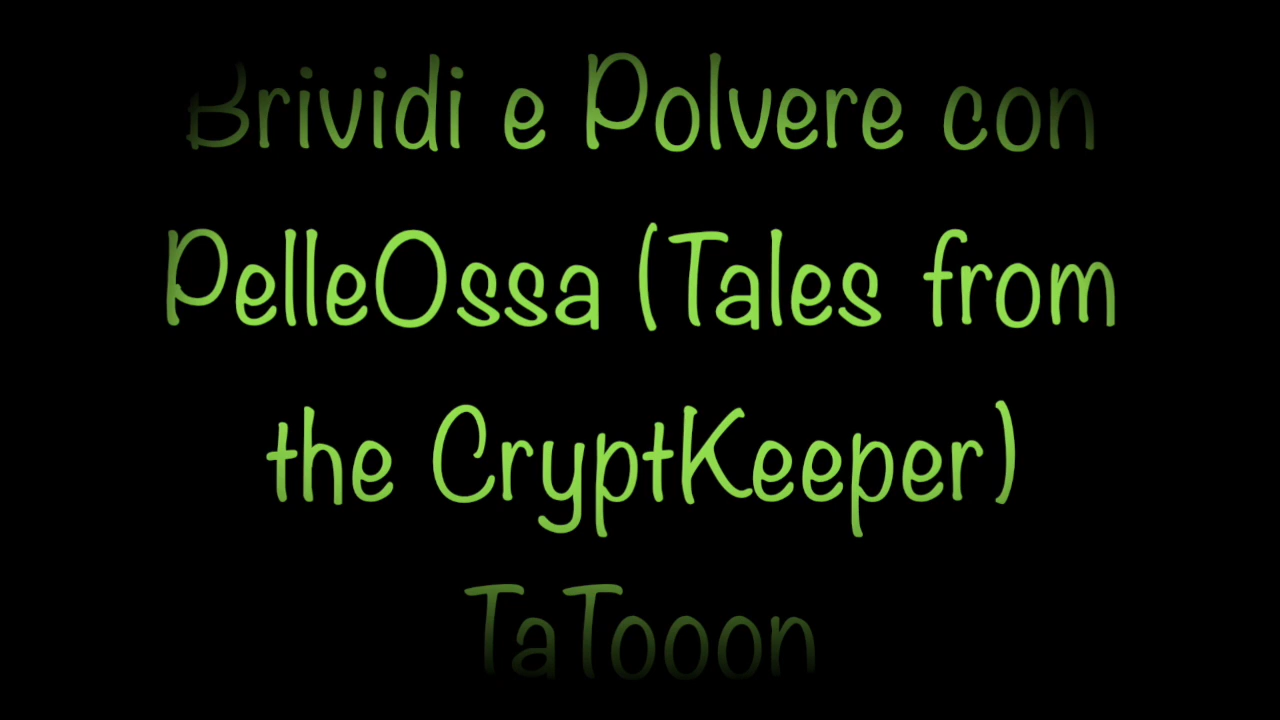 Brividi e Polvere con
PelleOssa (Tales from
the CryptKeeper)
TaTooon